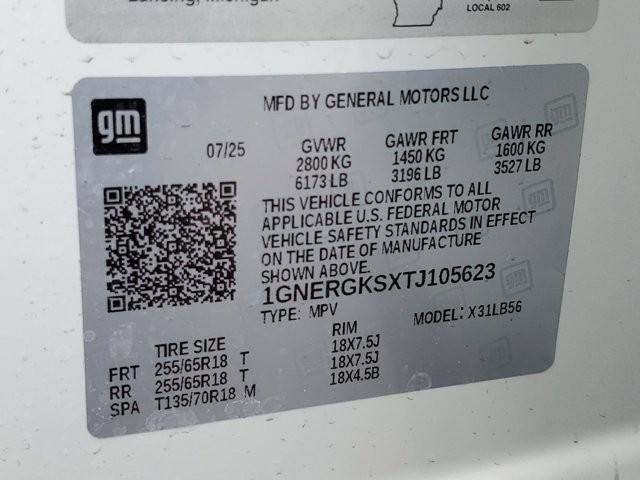 Lansing, Michigan
LOCAL 602
gm
MFD BY GENERAL MOTORS LLC
07/25 GVWR GAWR FRT GAWR RR
2800 KG 1450 KG 1600 KG
6173 LB 3196 LB 3527 LB
THIS VEHICLE CONFORMS TO ALL
APPLICABLE U.S. FEDERAL MOTOR
VEHICLE SAFETY STANDARDS IN EFFECT
ON THE DATE OF MANUFACTURE
SHOWN ABOVE.
1GNERGKSXTJ105623
TYPE: MPV MODEL: X31LB56
TIRE SIZE RIM
FRT 255/65R18 T 18X7.5J
RR 255/65R18 T 18X7.5J
SPA T135/70R18 M 18X4.5B